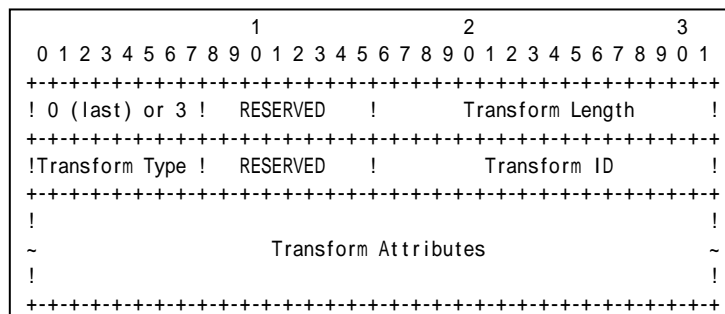 1                   2                   3
 0 1 2 3 4 5 6 7 8 9 0 1 2 3 4 5 6 7 8 9 0 1 2 3 4 5 6 7 8 9 0 1
+-+-+-+-+-+-+-+-+-+-+-+-+-+-+-+-+-+-+-+-+-+-+-+-+-+-+-+-+-+-+-+-+
! 0 (last) or 3 !   RESERVED    !        Transform Length       !
+-+-+-+-+-+-+-+-+-+-+-+-+-+-+-+-+-+-+-+-+-+-+-+-+-+-+-+-+-+-+-+-+
!Transform Type !   RESERVED    !          Transform ID         !
+-+-+-+-+-+-+-+-+-+-+-+-+-+-+-+-+-+-+-+-+-+-+-+-+-+-+-+-+-+-+-+-+
!                                                               !
~                      Transform Attributes                     ~
!                                                               !
+-+-+-+-+-+-+-+-+-+-+-+-+-+-+-+-+-+-+-+-+-+-+-+-+-+-+-+-+-+-+-+-+